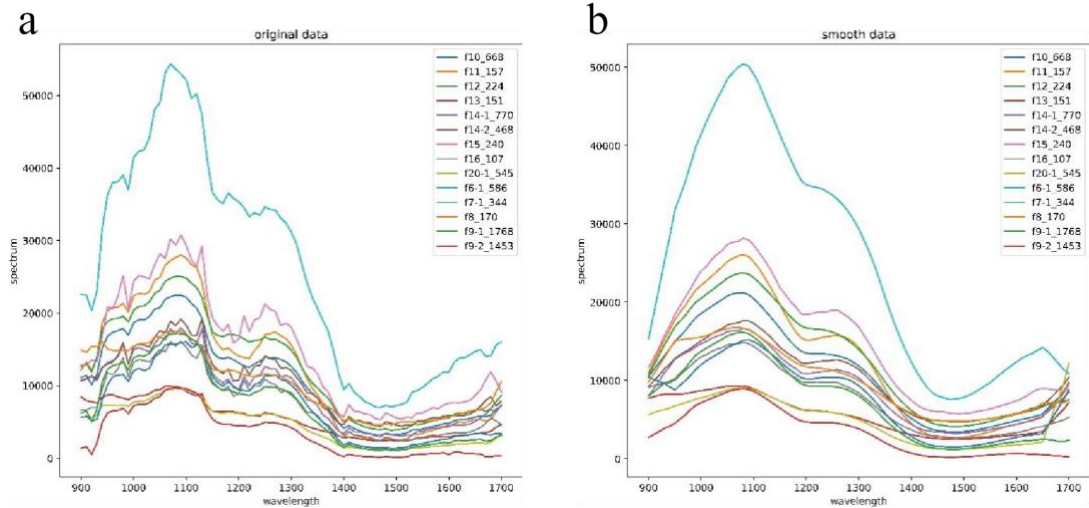 a
original data
spectrum
50000
40000
30000
20000
10000
0
f10_668
f11_157
f12_224
f13_151
f14-1_770
f14-2_468
f15_240
f16_107
f20-1_545
f6-1_586
f7-1_344
f8_170
f9-1_1768
f9-2_1453
900 1000 1100 1200 1300 1400 1500 1600 1700
wavelength
b
smooth data
spectrum
50000
40000
30000
20000
10000
0
f10_668
f11_157
f12_224
f13_151
f14-1_770
f14-2_468
f15_240
f16_107
f20-1_545
f6-1_586
f7-1_344
f8_170
f9-1_1768
f9-2_1453
900 1000 1100 1200 1300 1400 1500 1600 1700
wavelength